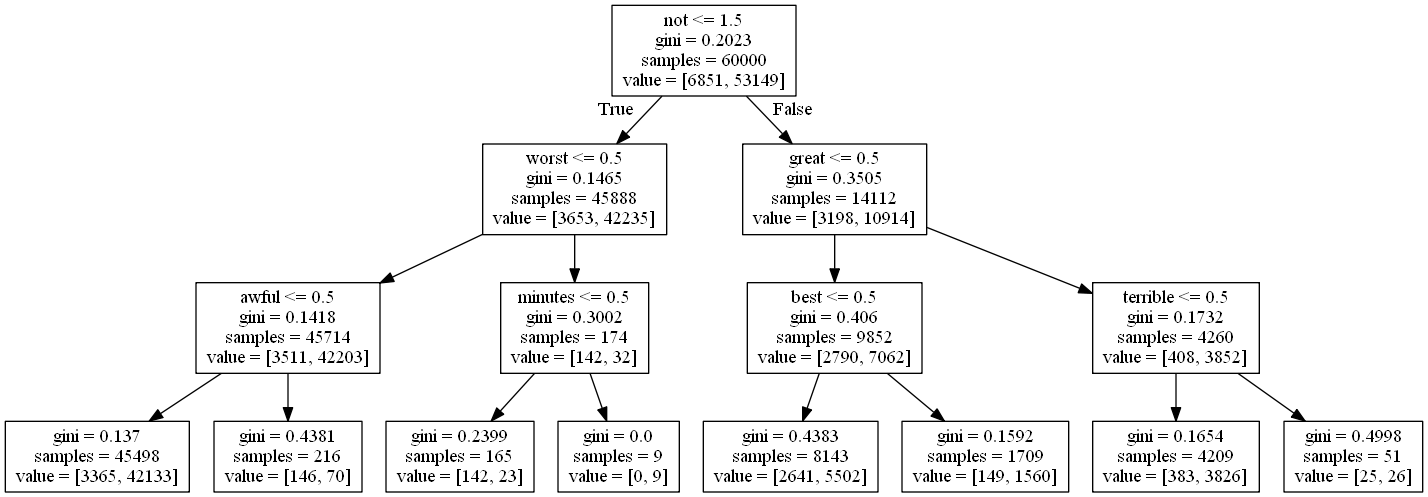 not <= 1.5
gini = 0.2023
samples = 60000
value = [6851, 53149]
True
False
worst <= 0.5
gini = 0.1465
samples = 45888
value = [3653, 42235]
great <= 0.5
gini = 0.3505
samples = 14112
value = [3198, 10914]
awful <= 0.5
gini = 0.1418
samples = 45714
value = [3511, 42203]
minutes <= 0.5
gini = 0.3002
samples = 174
value = [142, 32]
best <= 0.5
gini = 0.406
samples = 9852
value = [2790, 7062]
terrible <= 0.5
gini = 0.1732
samples = 4260
value = [408, 3852]
gini = 0.137
samples = 45498
value = [3365, 42133]
gini = 0.4381
samples = 216
value = [146, 70]
gini = 0.2399
samples = 165
value = [142, 23]
gini = 0.0
samples = 9
value = [0, 9]
gini = 0.4383
samples = 8143
value = [2641, 5502]
gini = 0.1592
samples = 1709
value = [149, 1560]
gini = 0.1654
samples = 4209
value = [383, 3826]
gini = 0.4998
samples = 51
value = [25, 26]